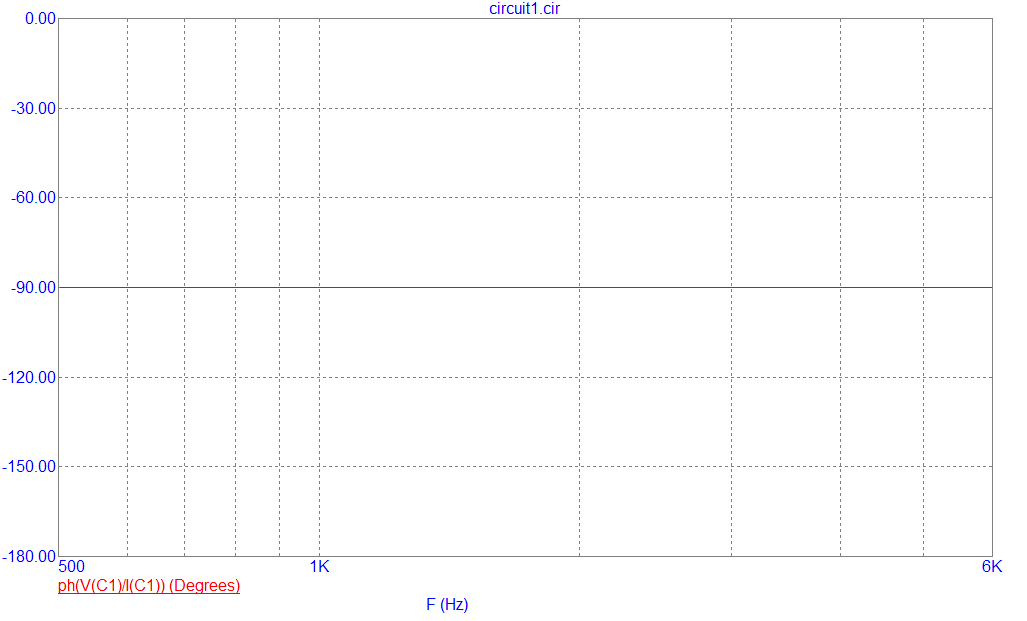 circuit1.cir
0.00
-30.00
-60.00
-90.00
-120.00
-150.00
-180.00
500 1K 6K
ph(V(C1)/I(C1)) (Degrees)
F (Hz)